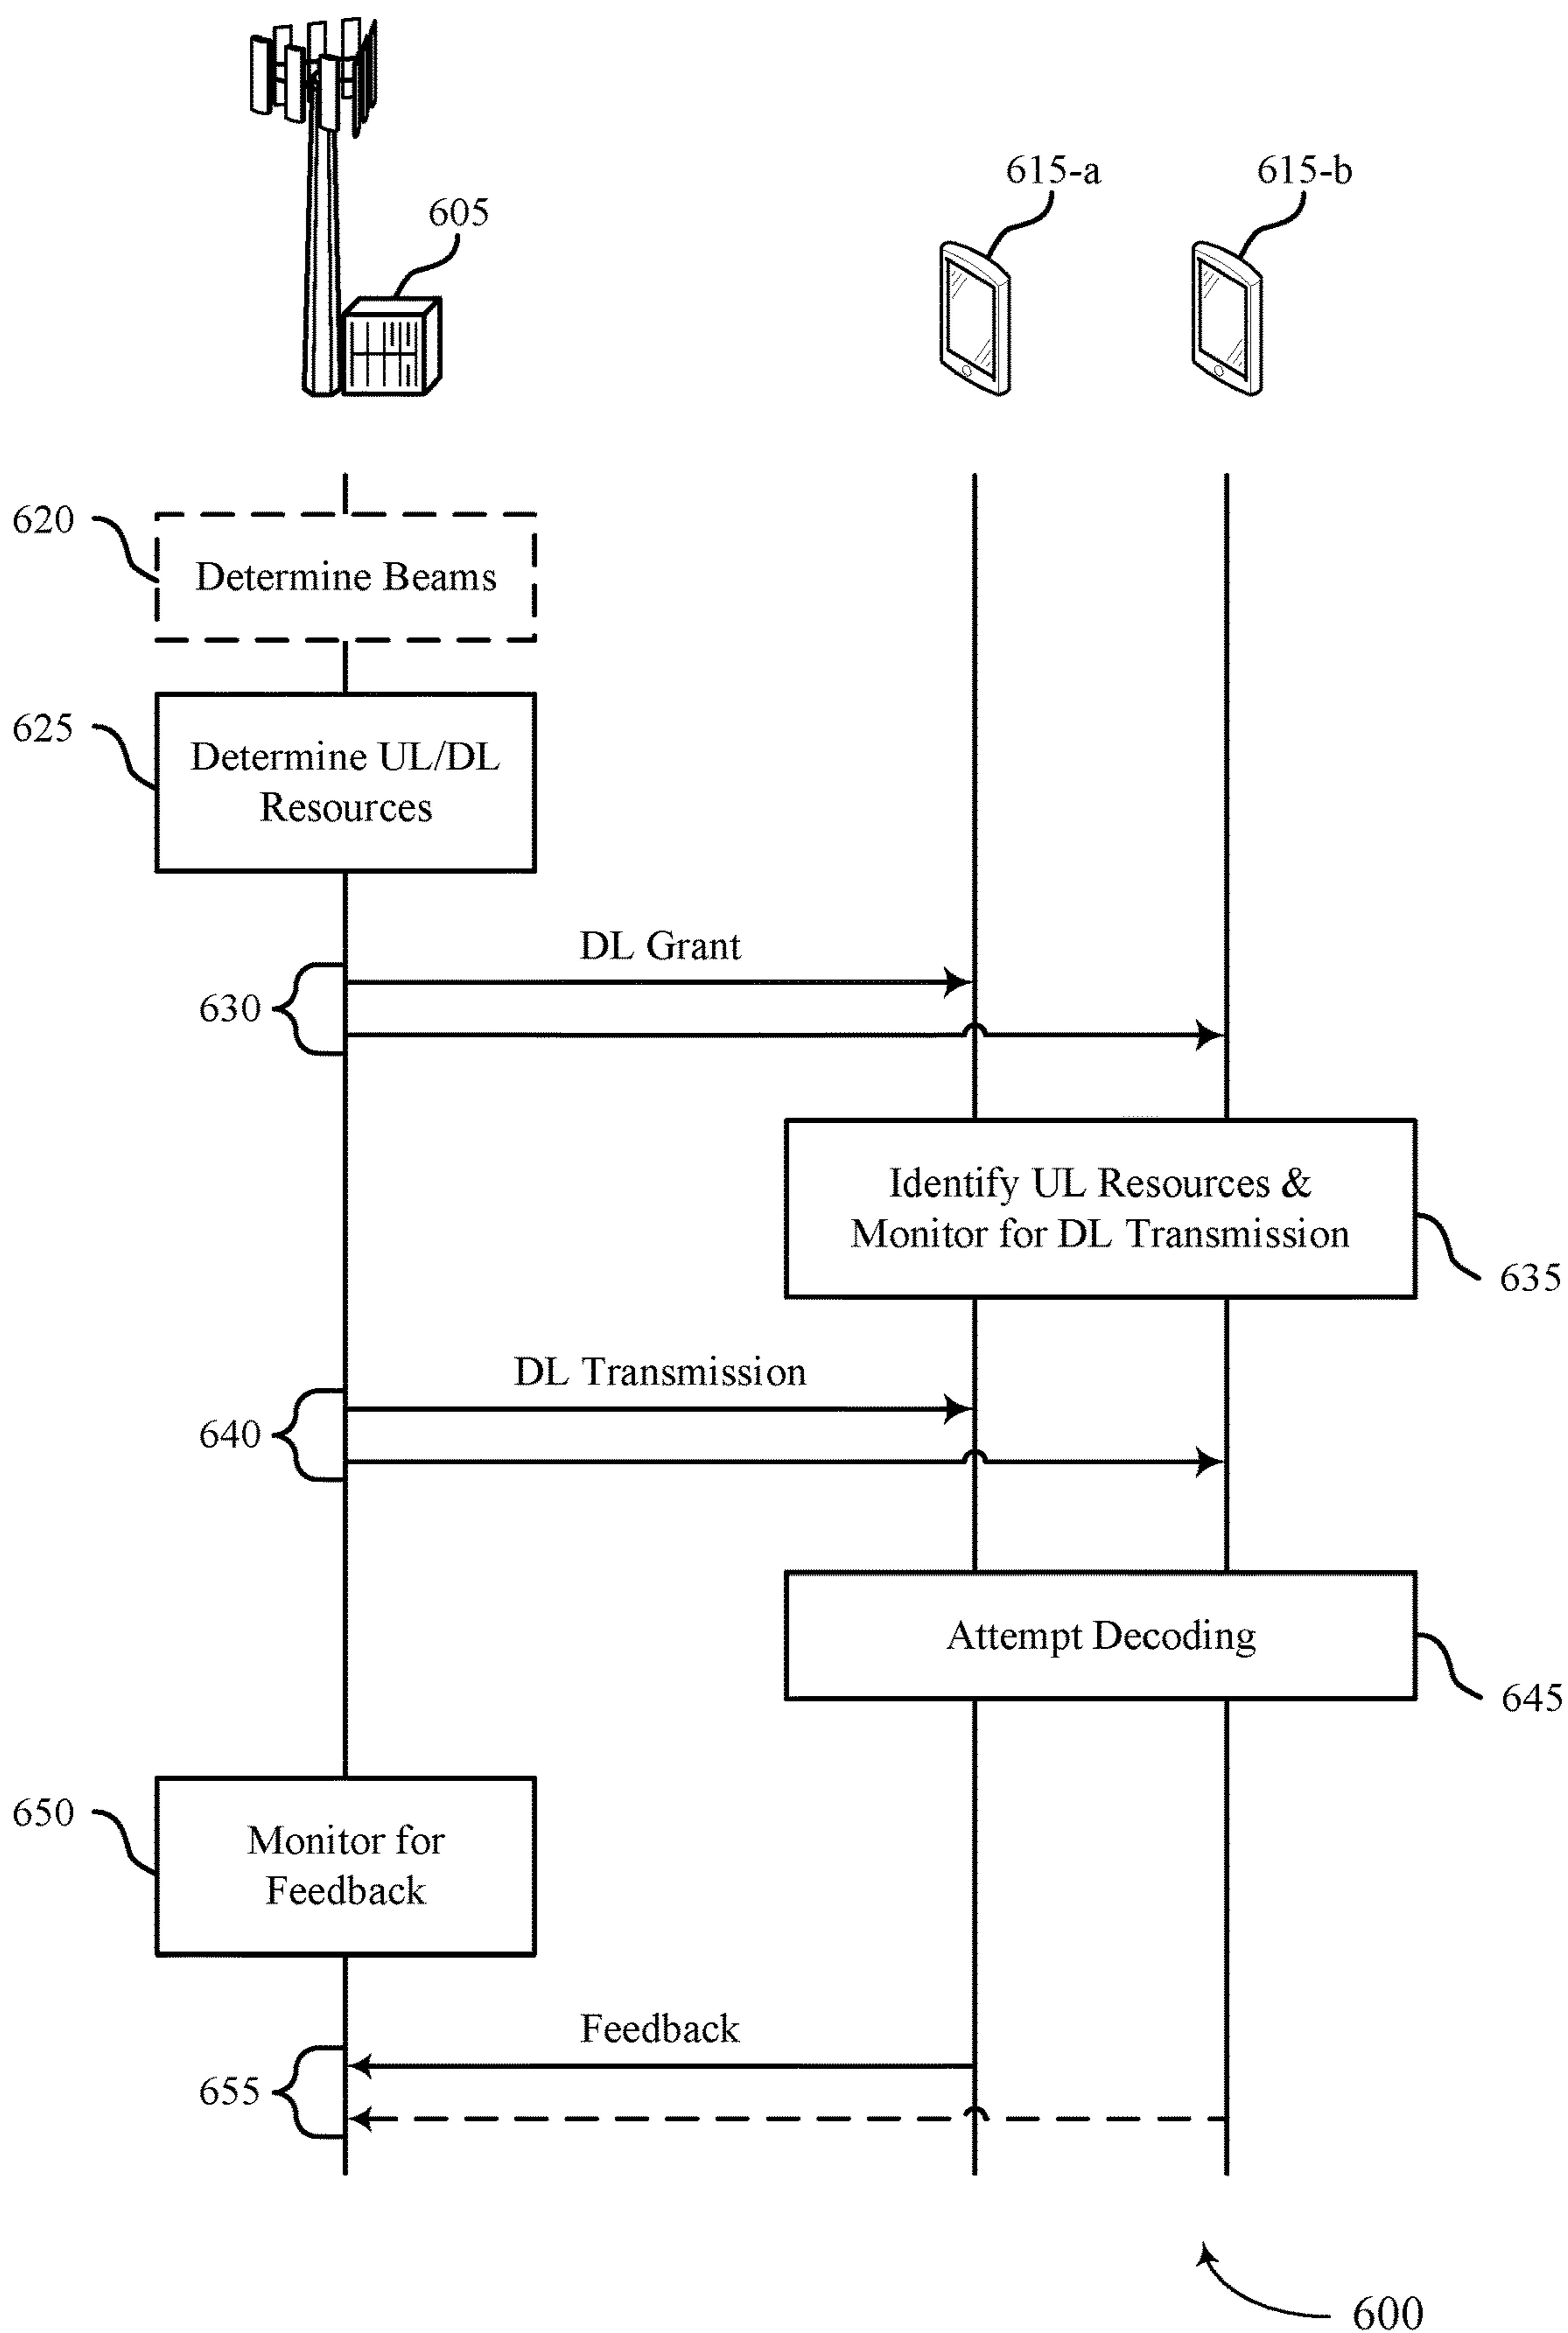 615-a
615-b
605
620
Determine Beams
625
Determine UL/DL
Resources
DL Grant
630
Identify UL Resources &
Monitor for DL Transmission
635
DL Transmission
640
Attempt Decoding
645
650
Monitor for
Feedback
Feedback
655
600